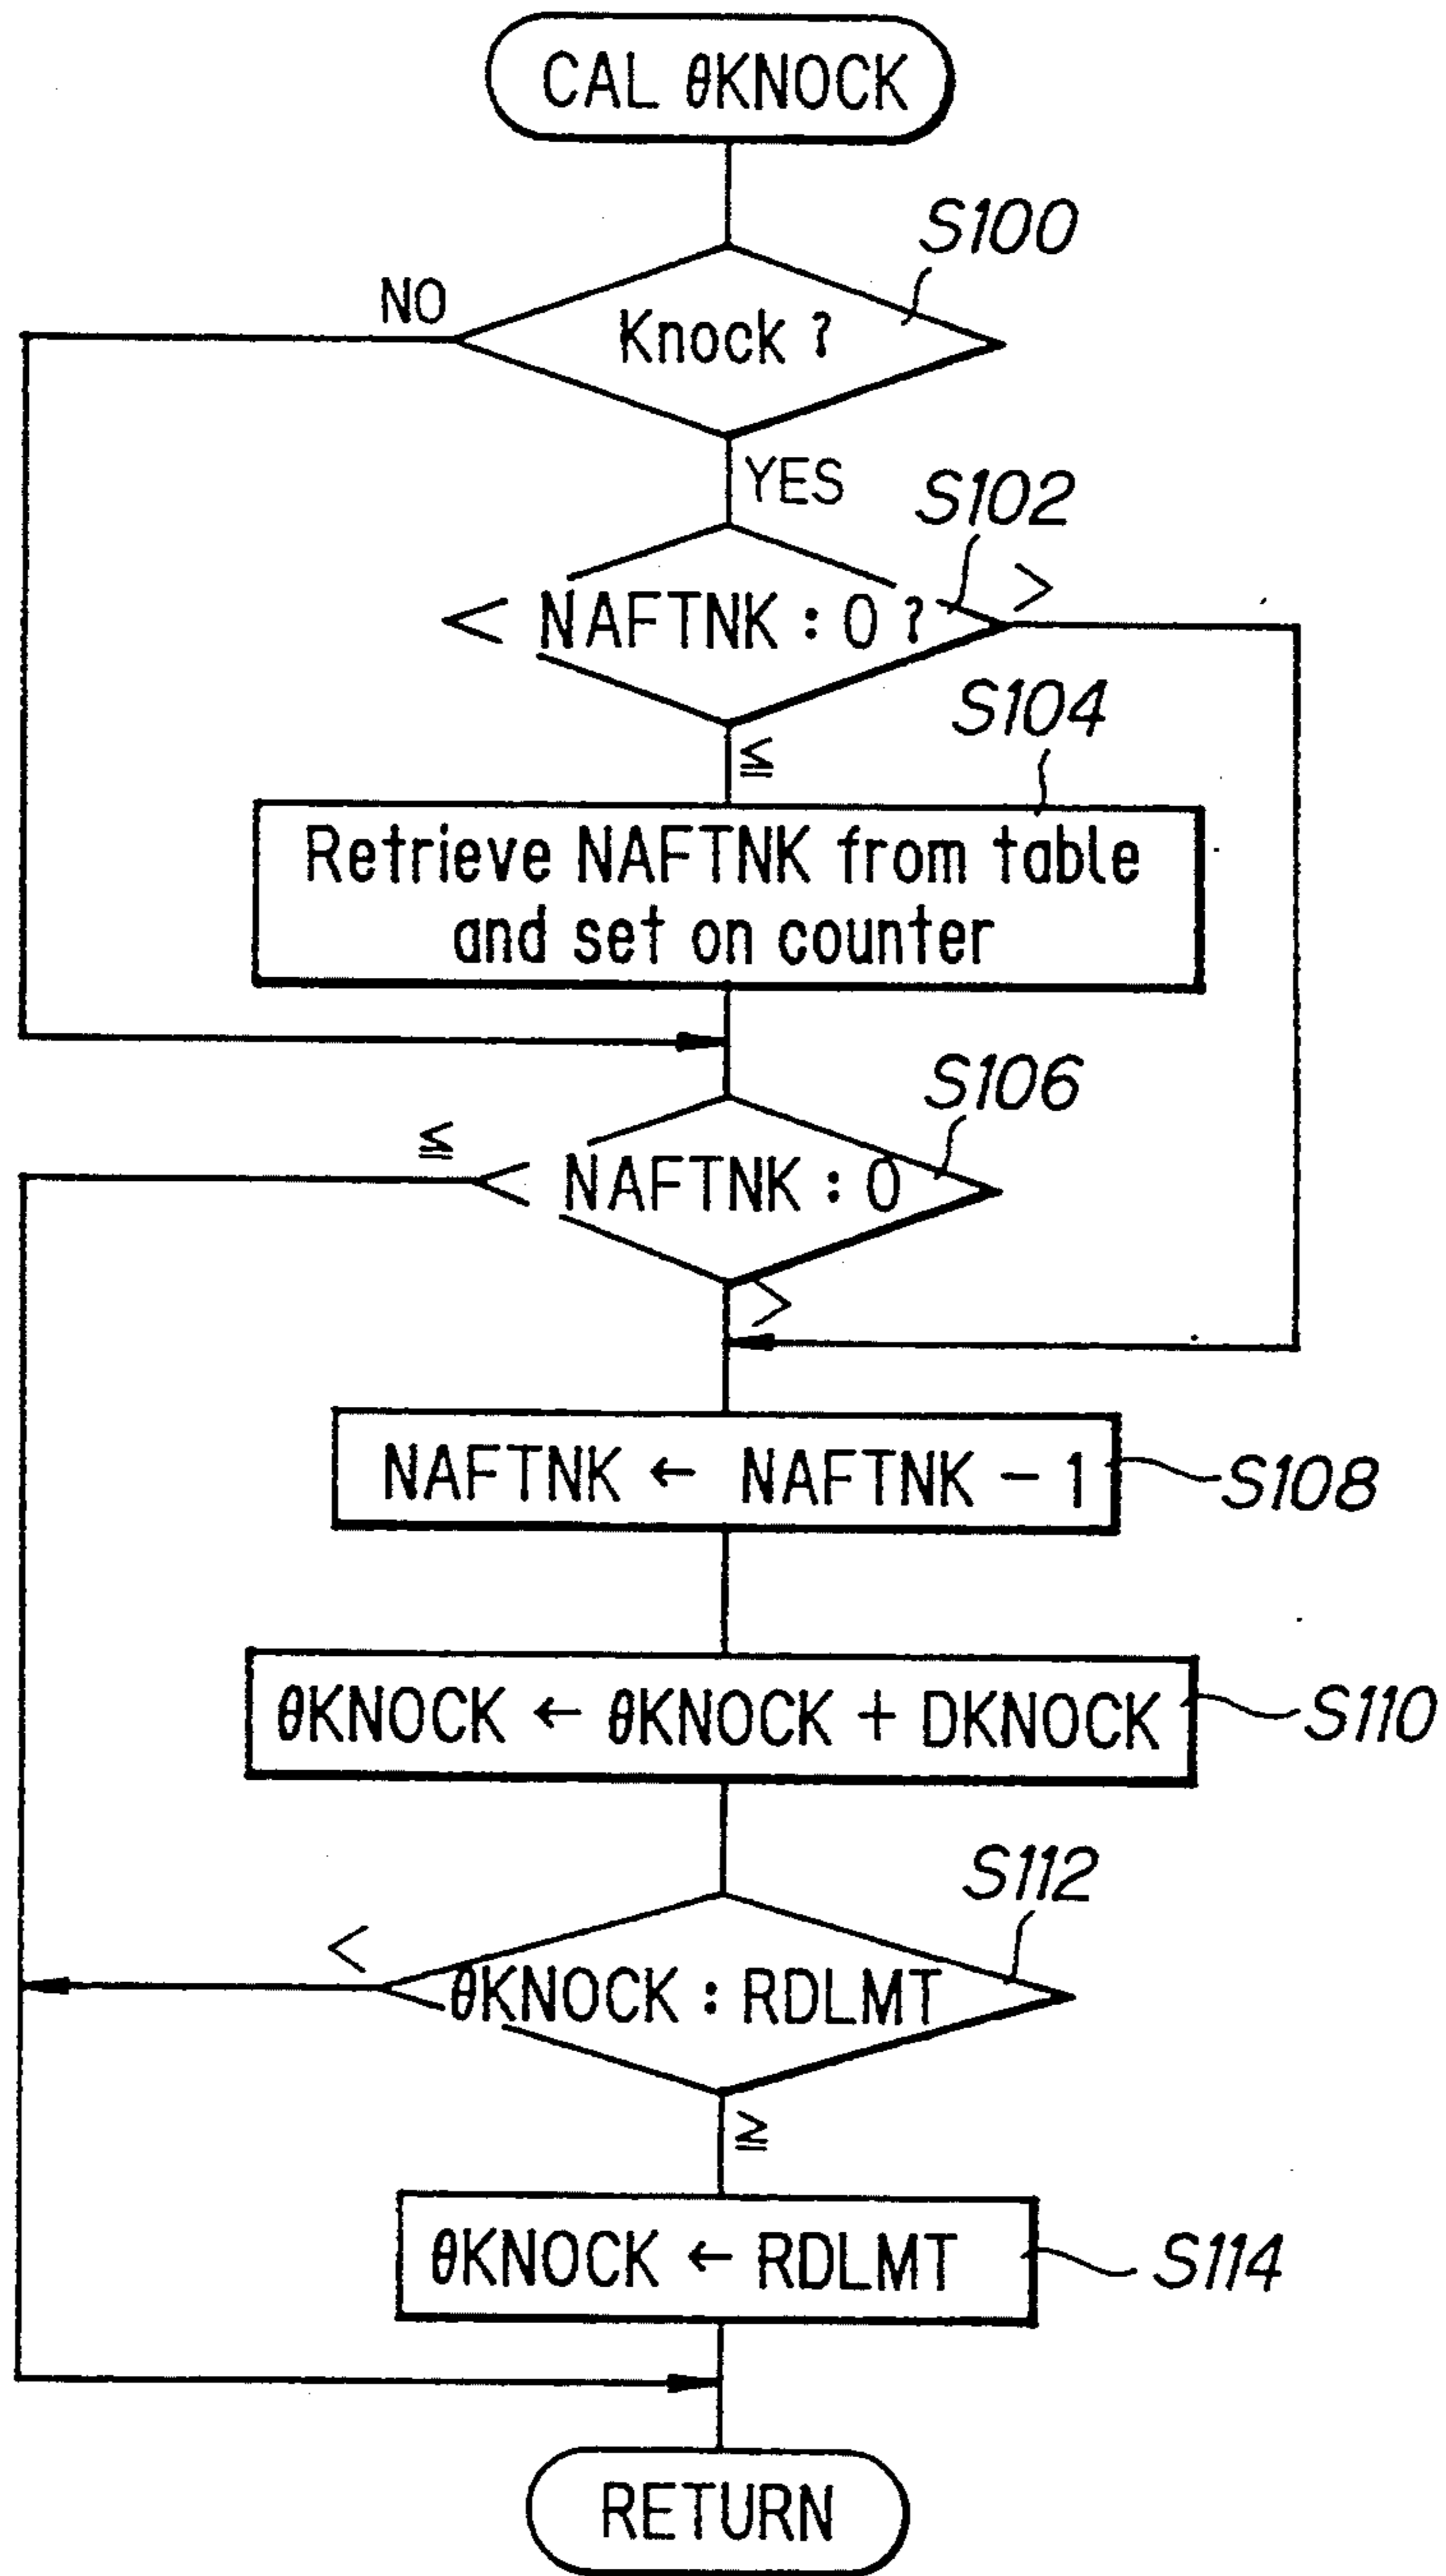 CAL θKNOCK
S100
NO
Knock ?
YES
S102
>
NAFTNK : 0 ?
S104
≦
Retrieve NAFTNK from table
and set on counter
S106
≦
NAFTNK : 0
>
NAFTNK ← NAFTNK − 1
S108
θKNOCK ← θKNOCK + DKNOCK
S110
S112
<
θKNOCK : RDLMT
≧
θKNOCK ← RDLMT
S114
RETURN